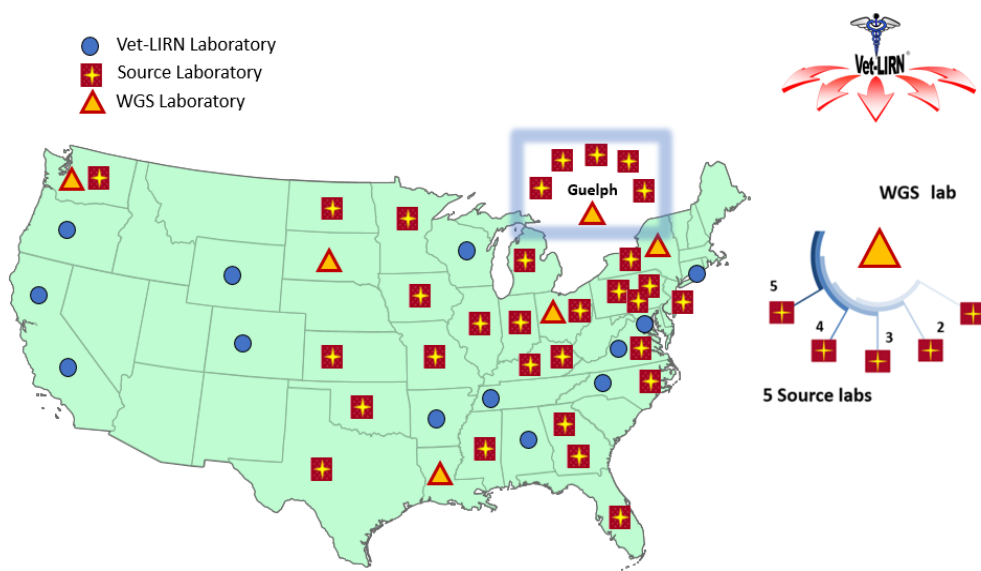 Vet-LIRN Laboratory
Source Laboratory
WGS Laboratory
Vet-LIRN®
Guelph
WGS lab
5
4
3
2
5 Source labs